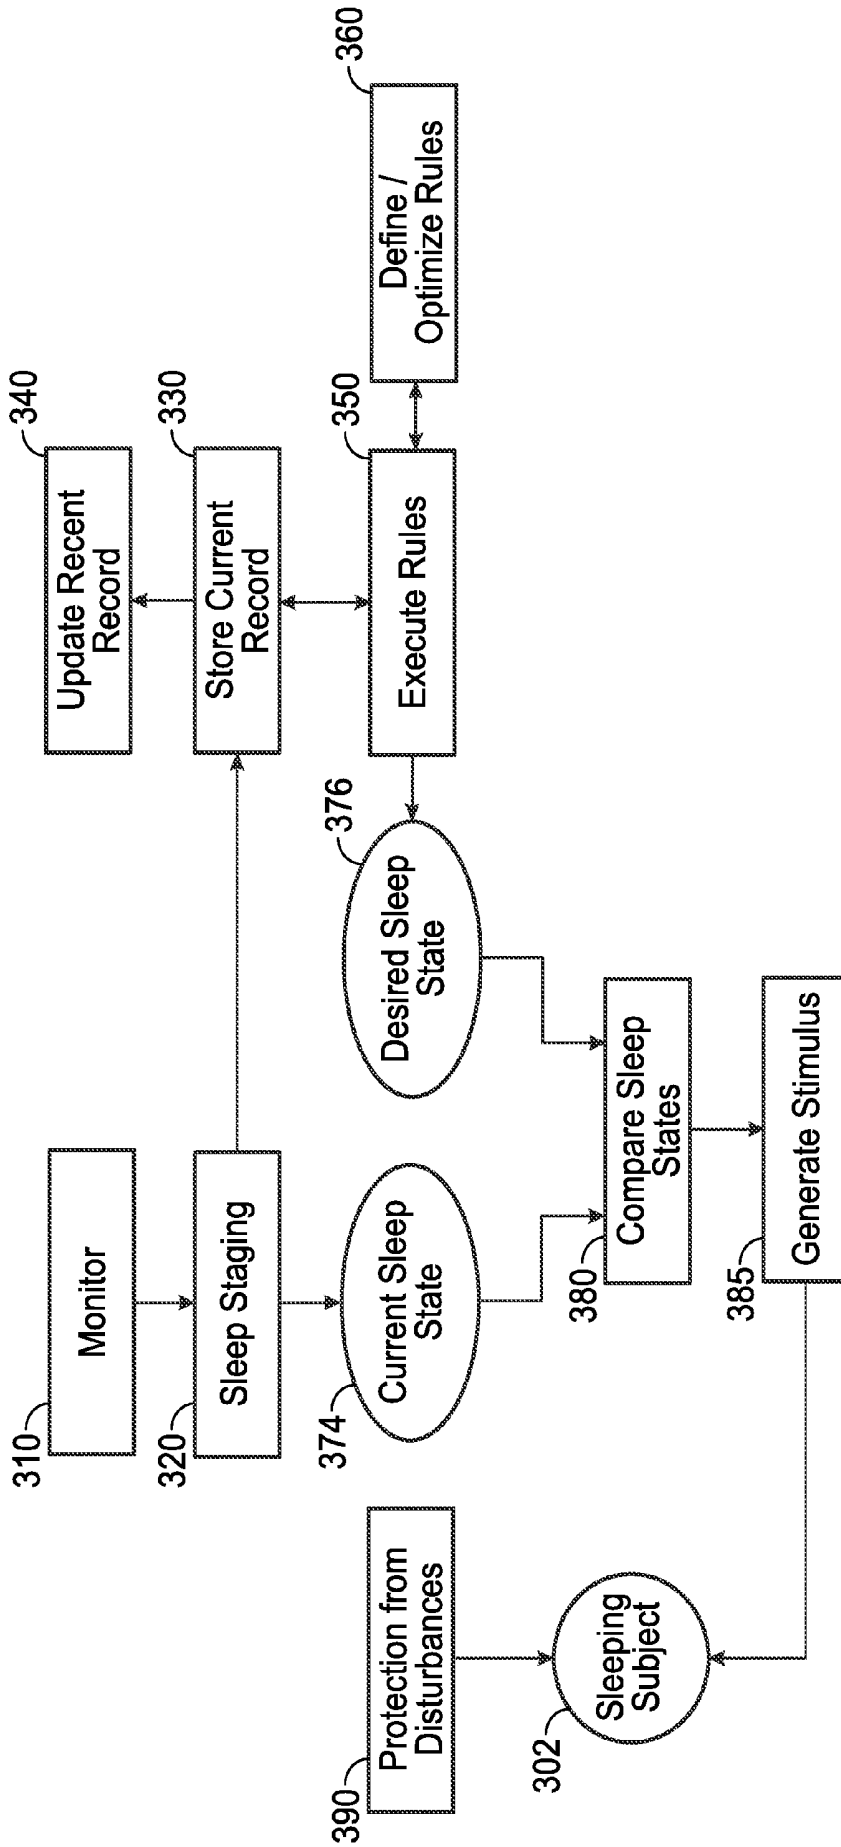 310
Monitor
340
Update Recent
Record
320
Sleep Staging
330
Store Current
Record
390
Protection from
Disturbances
374
Current Sleep
State
376
Desired Sleep
State
350
Execute Rules
360
Define /
Optimize Rules
302
Sleeping
Subject
380
Compare Sleep
States
385
Generate Stimulus